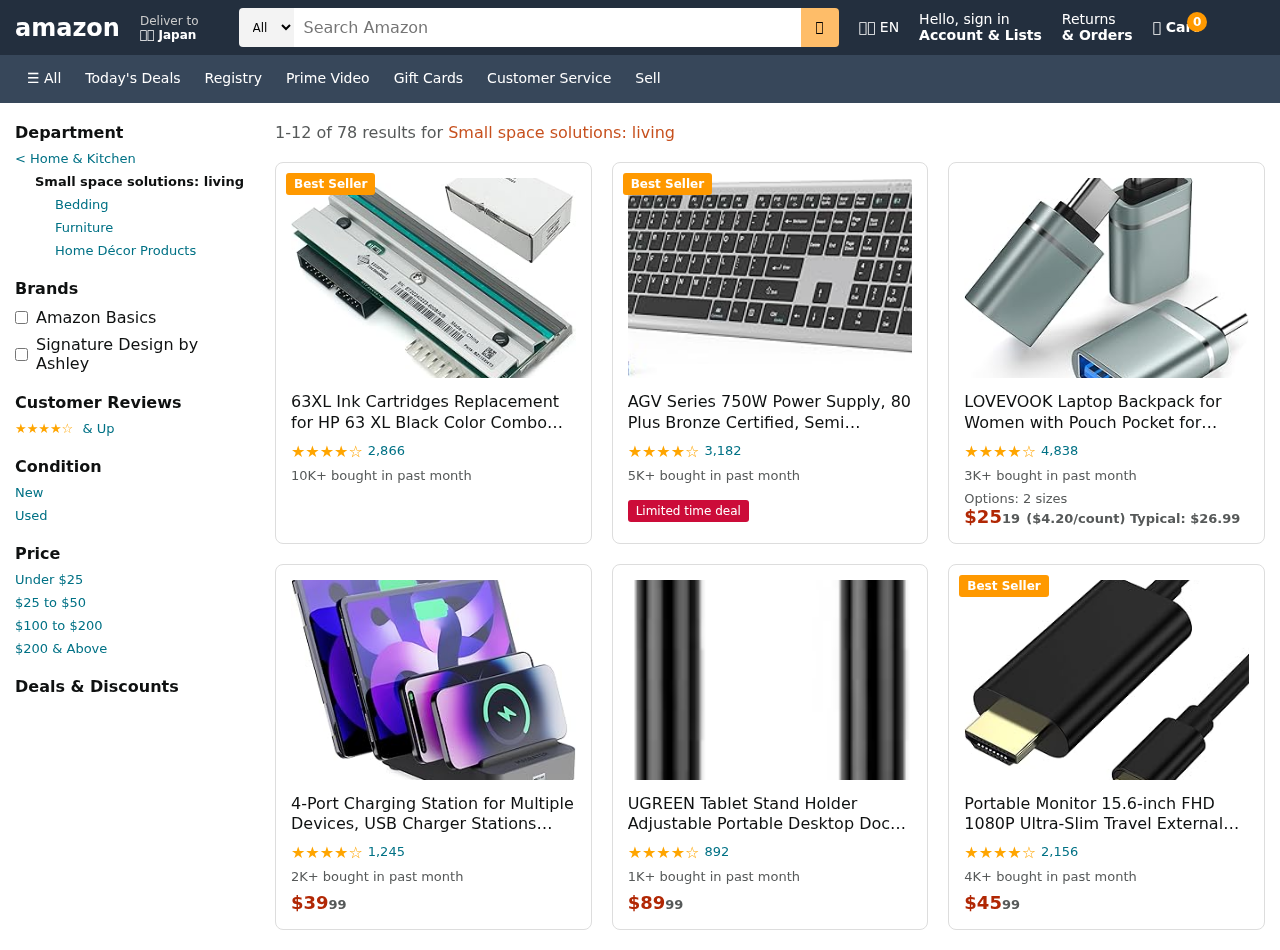 amazon
Deliver to
Japan
All
Search Amazon
EN
Hello, sign in
Account & Lists
Returns
& Orders
0
☰ All
Today's Deals
Registry
Prime Video
Gift Cards
Customer Service
Sell
Department
< Home & Kitchen
Small space solutions: living
Bedding
Furniture
Home Décor Products
Brands
Amazon Basics
Signature Design by
Ashley
Customer Reviews
★★★★☆ & Up
Condition
New
Used
Price
Under $25
$25 to $50
$100 to $200
$200 & Above
Deals & Discounts
1-12 of 78 results for Small space solutions: living
Best Seller
63XL Ink Cartridges Replacement
for HP 63 XL Black Color Combo...
★★★★☆ 2,866
10K+ bought in past month
Best Seller
AGV Series 750W Power Supply, 80
Plus Bronze Certified, Semi...
★★★★☆ 3,182
5K+ bought in past month
Limited time deal
LOVEVOOK Laptop Backpack for
Women with Pouch Pocket for...
★★★★☆ 4,838
3K+ bought in past month
Options: 2 sizes
$2519 ($4.20/count) Typical: $26.99
4-Port Charging Station for Multiple
Devices, USB Charger Stations...
★★★★☆ 1,245
2K+ bought in past month
$3999
UGREEN Tablet Stand Holder
Adjustable Portable Desktop Doc...
★★★★☆ 892
1K+ bought in past month
$8999
Best Seller
Portable Monitor 15.6-inch FHD
1080P Ultra-Slim Travel External...
★★★★☆ 2,156
4K+ bought in past month
$4599